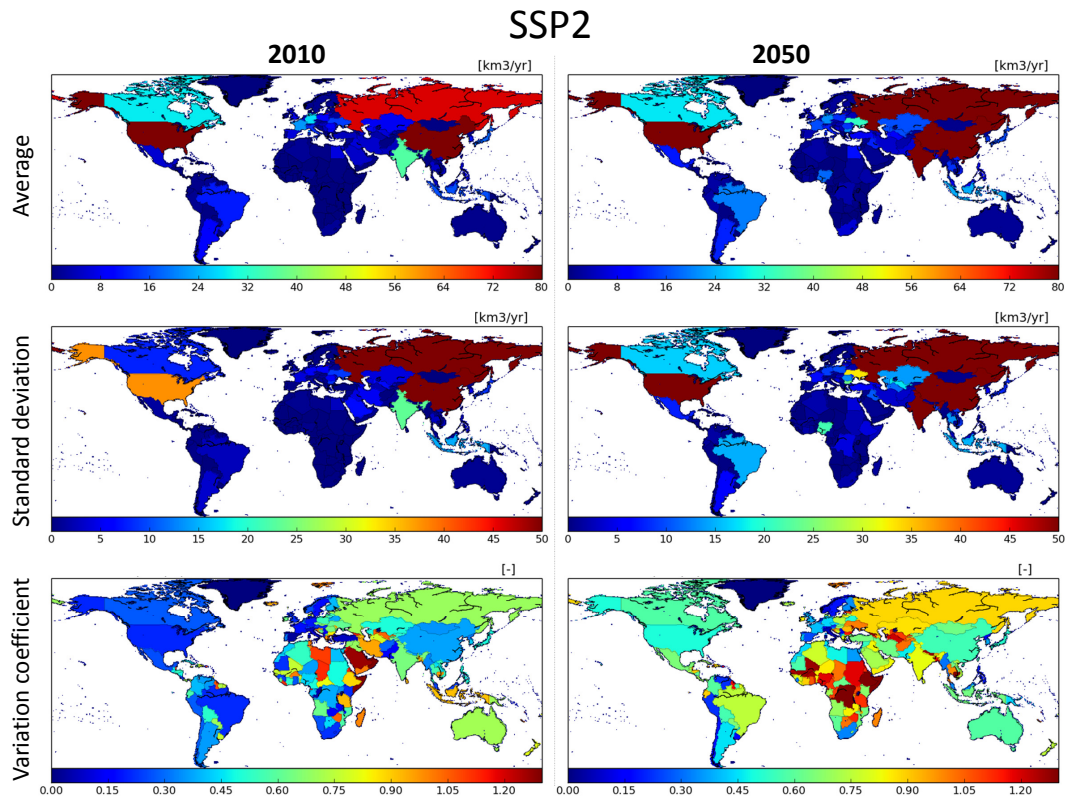 SSP2
2010 2050
[km3/yr] [km3/yr]
Average
0 8 16 24 32 40 48 56 64 72 80 0 8 16 24 32 40 48 56 64 72 80
[km3/yr] [km3/yr]
Standard deviation
0 5 10 15 20 25 30 35 40 45 50 0 5 10 15 20 25 30 35 40 45 50
[-] [-]
Variation coefficient
0.00 0.15 0.30 0.45 0.60 0.75 0.90 1.05 1.20 0.00 0.15 0.30 0.45 0.60 0.75 0.90 1.05 1.20